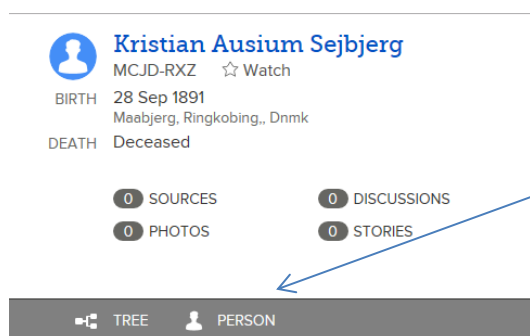 Kristian Ausium Sejbjerg
MCJD-RXZ ☆ Watch
BIRTH 28 Sep 1891
Maabjerg, Ringkobing,, Dnmk
DEATH Deceased
0 SOURCES 0 DISCUSSIONS
0 PHOTOS 0 STORIES
TREE PERSON